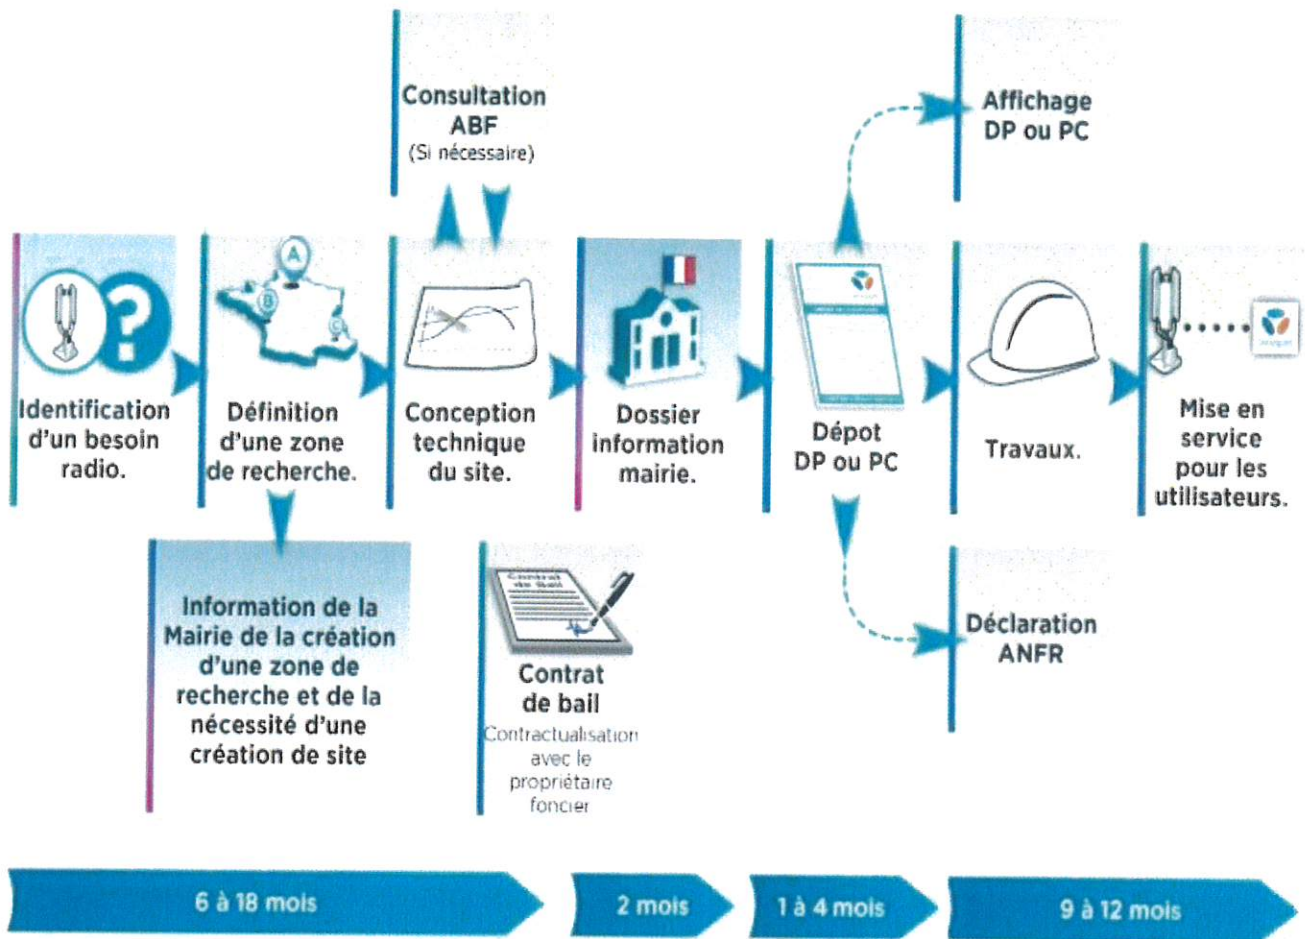 Consultation
ABF
(Si nécessaire)
Affichage
DP ou PC
A
B
C
Identification
d'un besoin
radio.
Définition
d'une zone
de recherche.
Conception
technique
du site.
Dossier
information
mairie.
Dépot
DP ou PC
Travaux.
Mise en
service
pour les
utilisateurs.
Information de la
Mairie de la création
d'une zone de
recherche et de la
nécessité d'une
création de site
Contrat
de Bail
Contrat
de bail
Contractualisation
avec le
propriétaire
foncier
Déclaration
ANFR
6 à 18 mois
2 mois
1 à 4 mois
9 à 12 mois